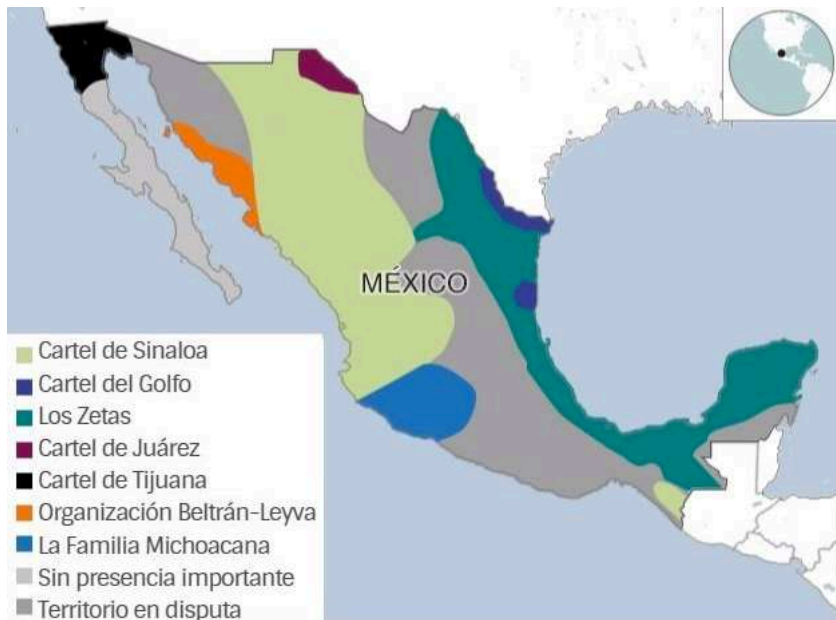 MÉXICO
Cartel de Sinaloa
Cartel del Golfo
Los Zetas
Cartel de Juárez
Cartel de Tijuana
Organización Beltrán-Leyva
La Familia Michoacana
Sin presencia importante
Territorio en disputa